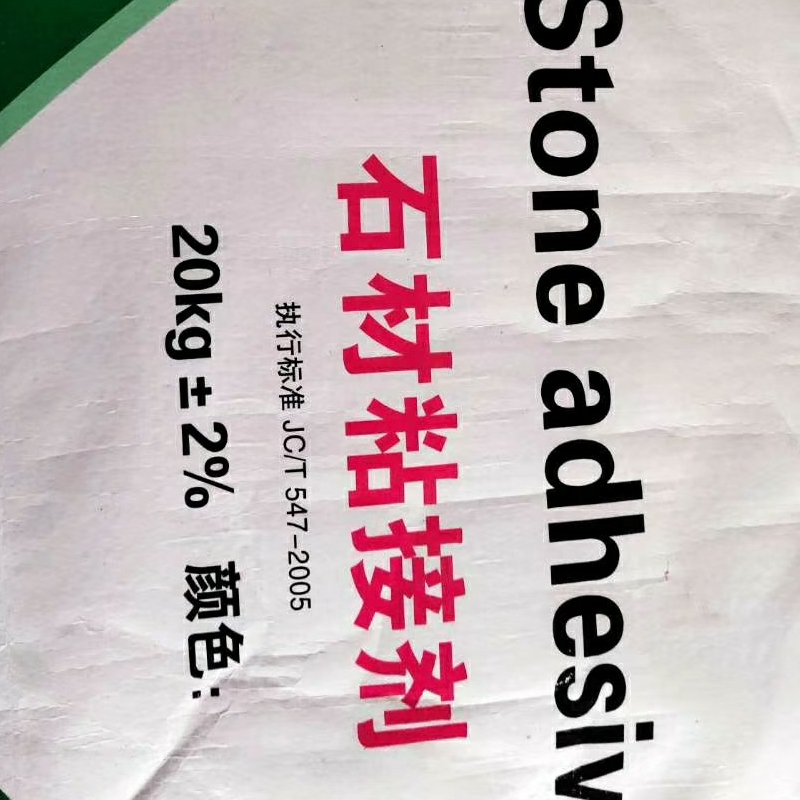 Stone adhesiv
石材粘接剂
执行标准 JC/T 547-2005
20kg ± 2% 颜色: